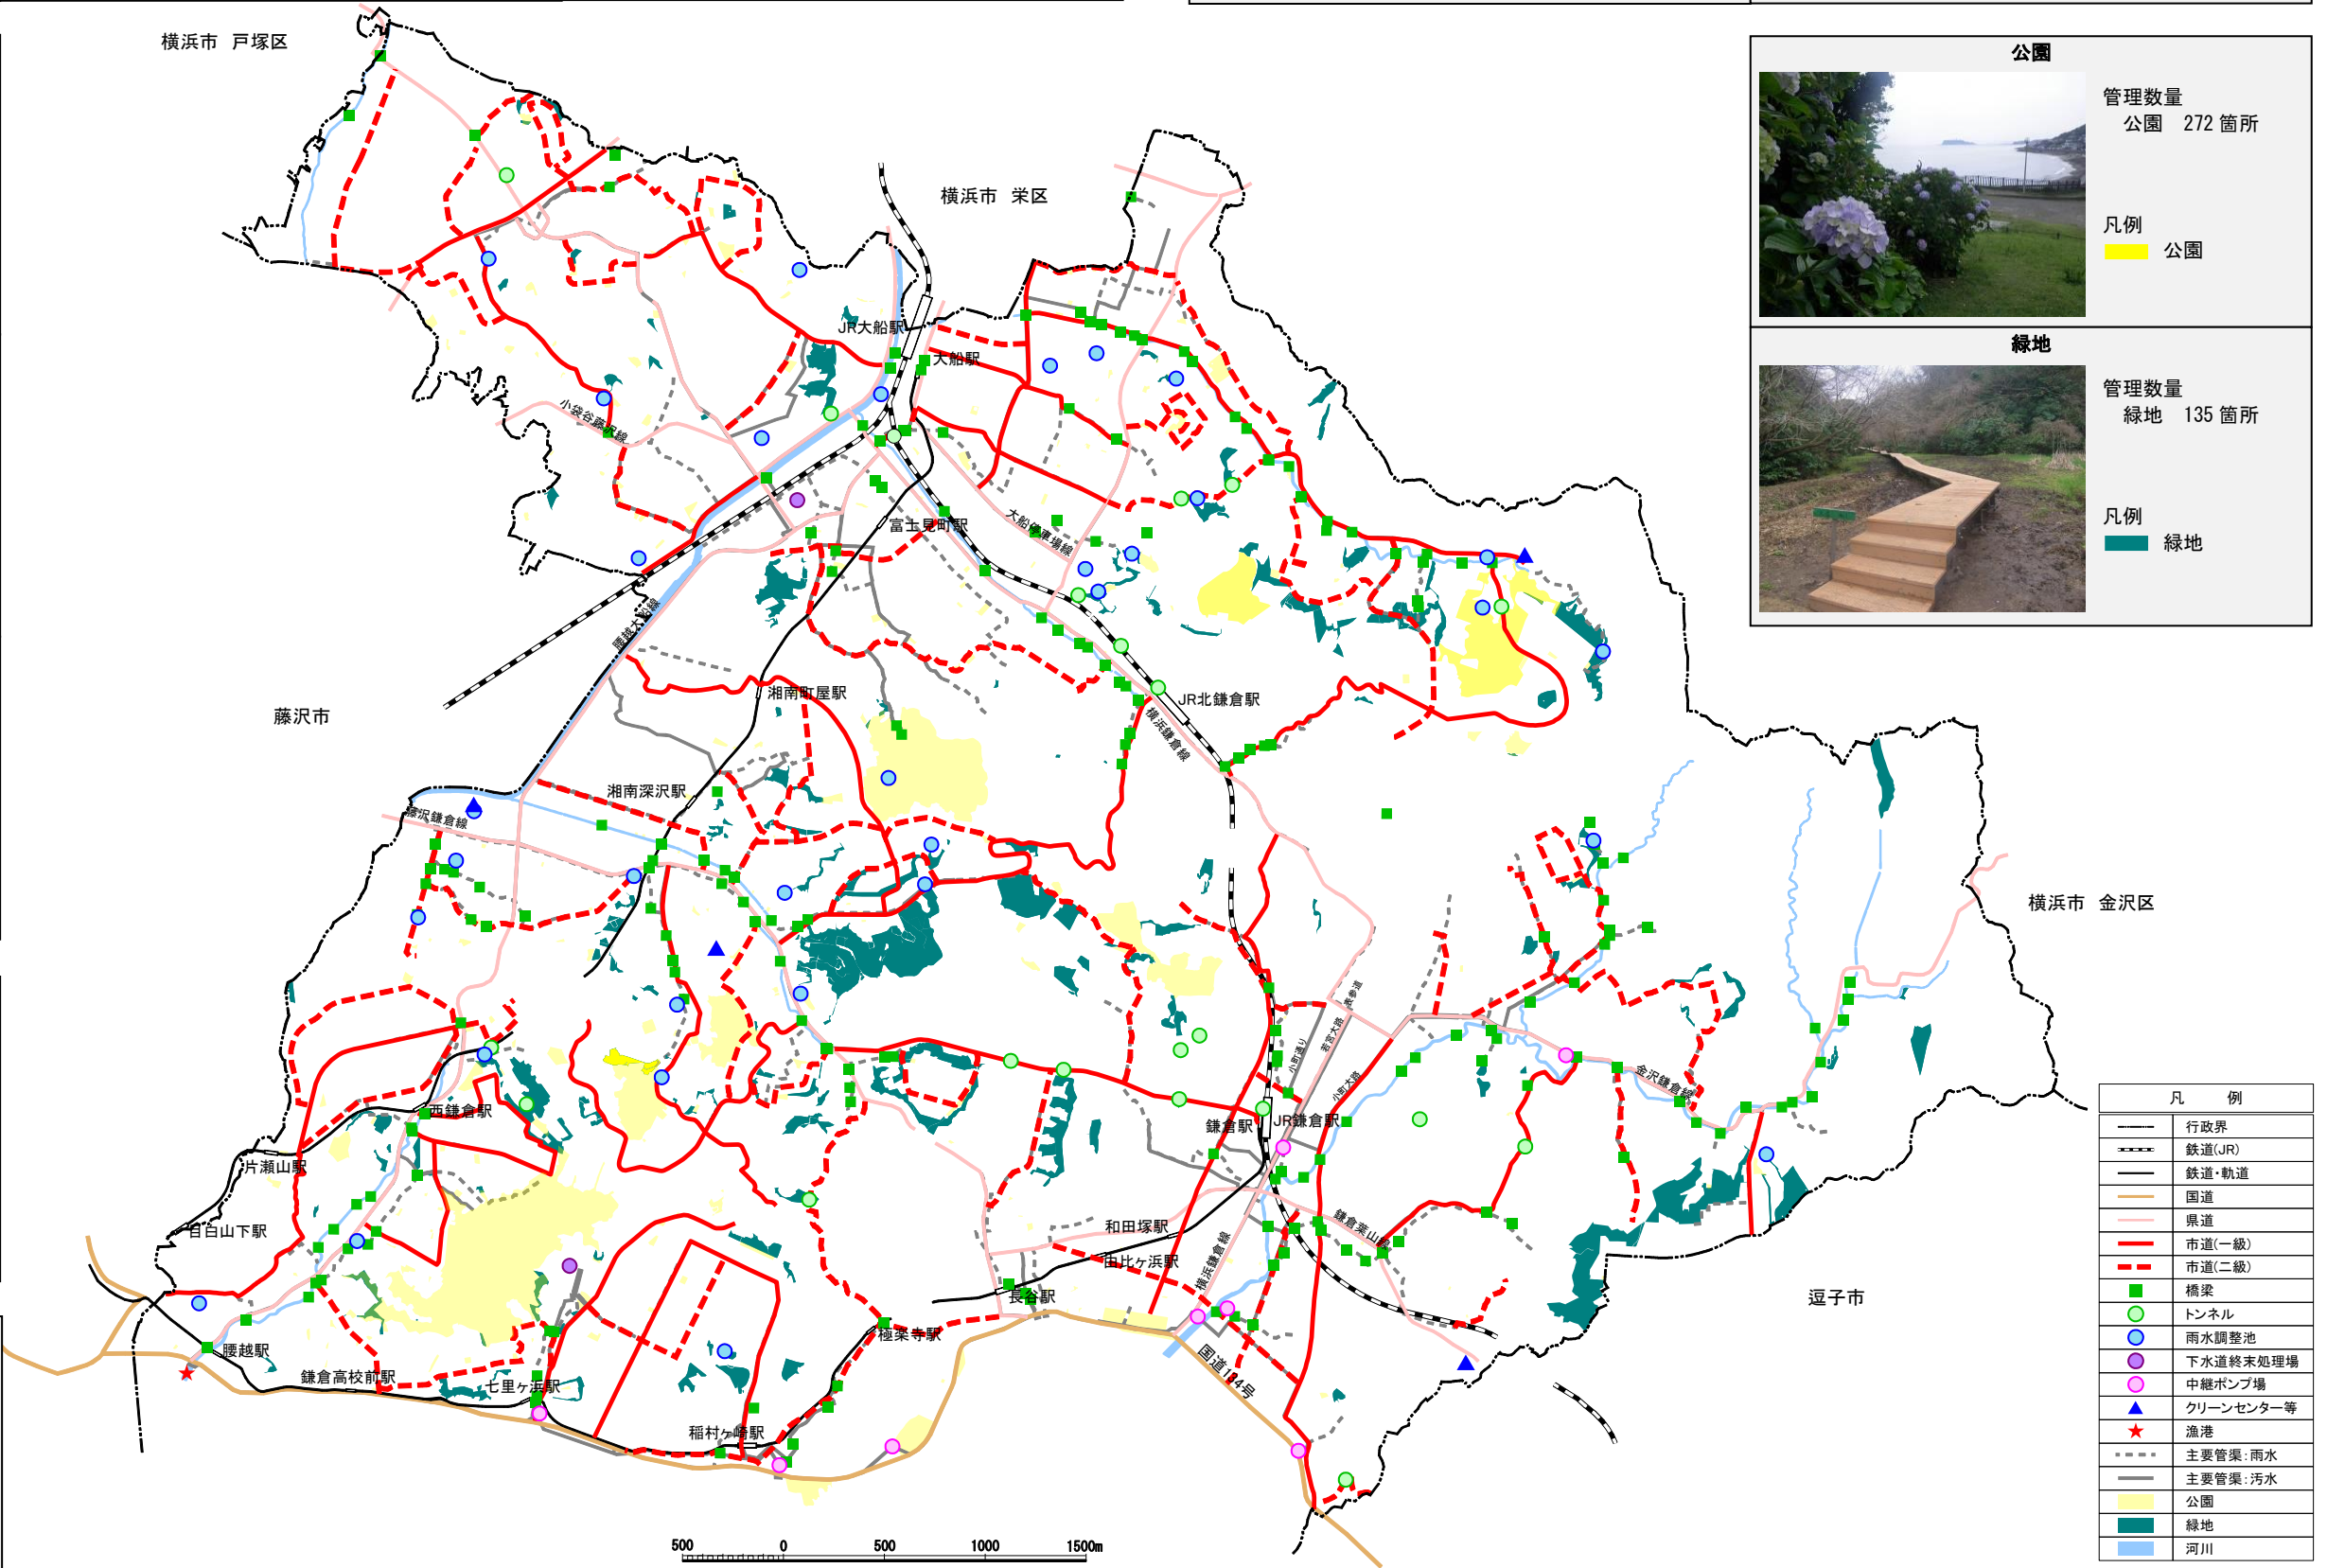 横浜市 戸塚区
横浜市 栄区
公園
管理数量
公園 272 箇所
凡例
公園
緑地
管理数量
緑地 135 箇所
凡例
緑地
JR大船駅
大船駅
小袋谷藤沢線
富士見町駅
大船停車場線
腰越大船線
湘南町屋駅
JR北鎌倉駅
横浜鎌倉線
藤沢市
湘南深沢駅
藤沢鎌倉線
横浜市 金沢区
表参道
若宮大路
小町通り
小町大路
金沢鎌倉線
西鎌倉駅
鎌倉駅
JR鎌倉駅
片瀬山駅
目白山下駅
和田塚駅
鎌倉葉山線
由比ヶ浜駅
横浜鎌倉線
長谷駅
逗子市
極楽寺駅
腰越駅
鎌倉高校前駅
七里ヶ浜駅
国道134号
稲村ヶ崎駅
凡 例
行政界
鉄道(JR)
鉄道・軌道
国道
県道
市道(一級)
市道(二級)
橋梁
トンネル
雨水調整池
下水道終末処理場
中継ポンプ場
クリーンセンター等
漁港
主要管渠:雨水
主要管渠:汚水
公園
緑地
河川
500 0 500 1000 1500m